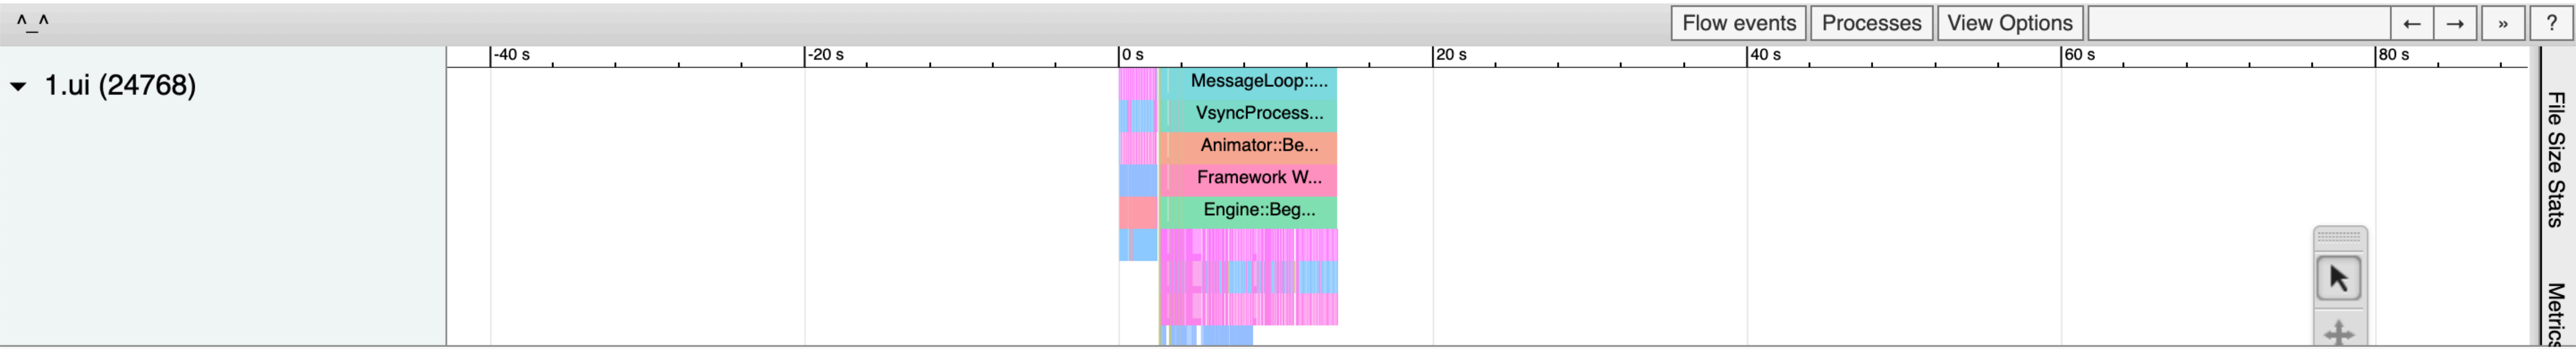 ^_^
Flow events Processes View Options ← → » ?
-40 s -20 s 0 s 20 s 40 s 60 s 80 s
1.ui (24768)
MessageLoop::...
VsyncProcess...
Animator::Be...
Framework W...
Engine::Beg...
File Size Stats
Metrics